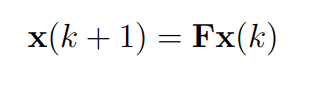 x(k + 1) = Fx(k)